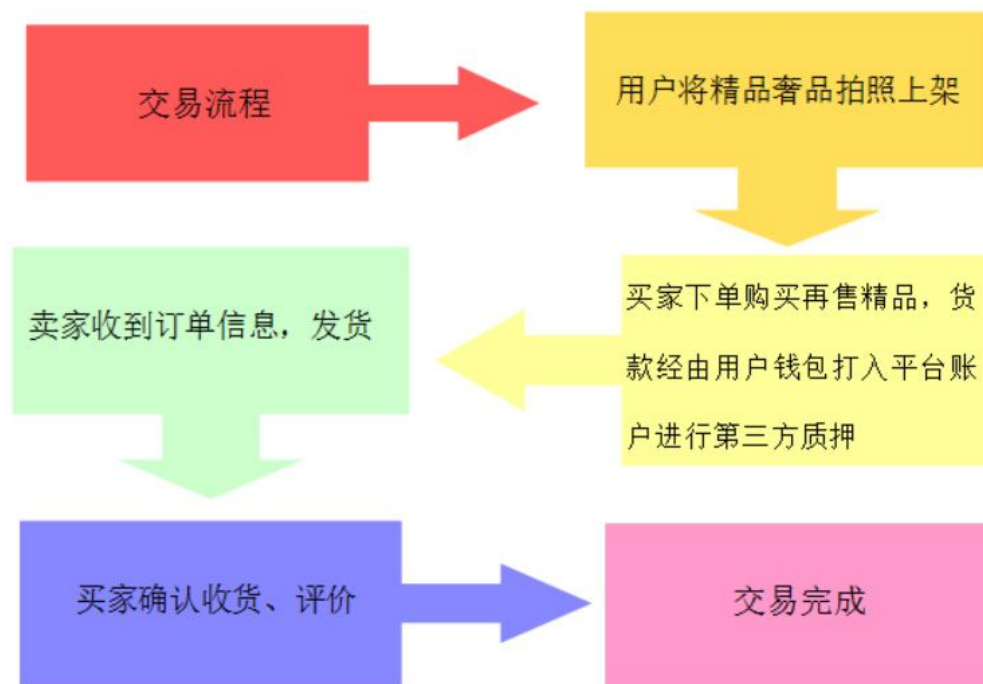 交易流程
用户将精品奢品拍照上架
买家下单购买再售精品，货
款经由用户钱包打入平台账
户进行第三方质押
卖家收到订单信息，发货
买家确认收货、评价
交易完成